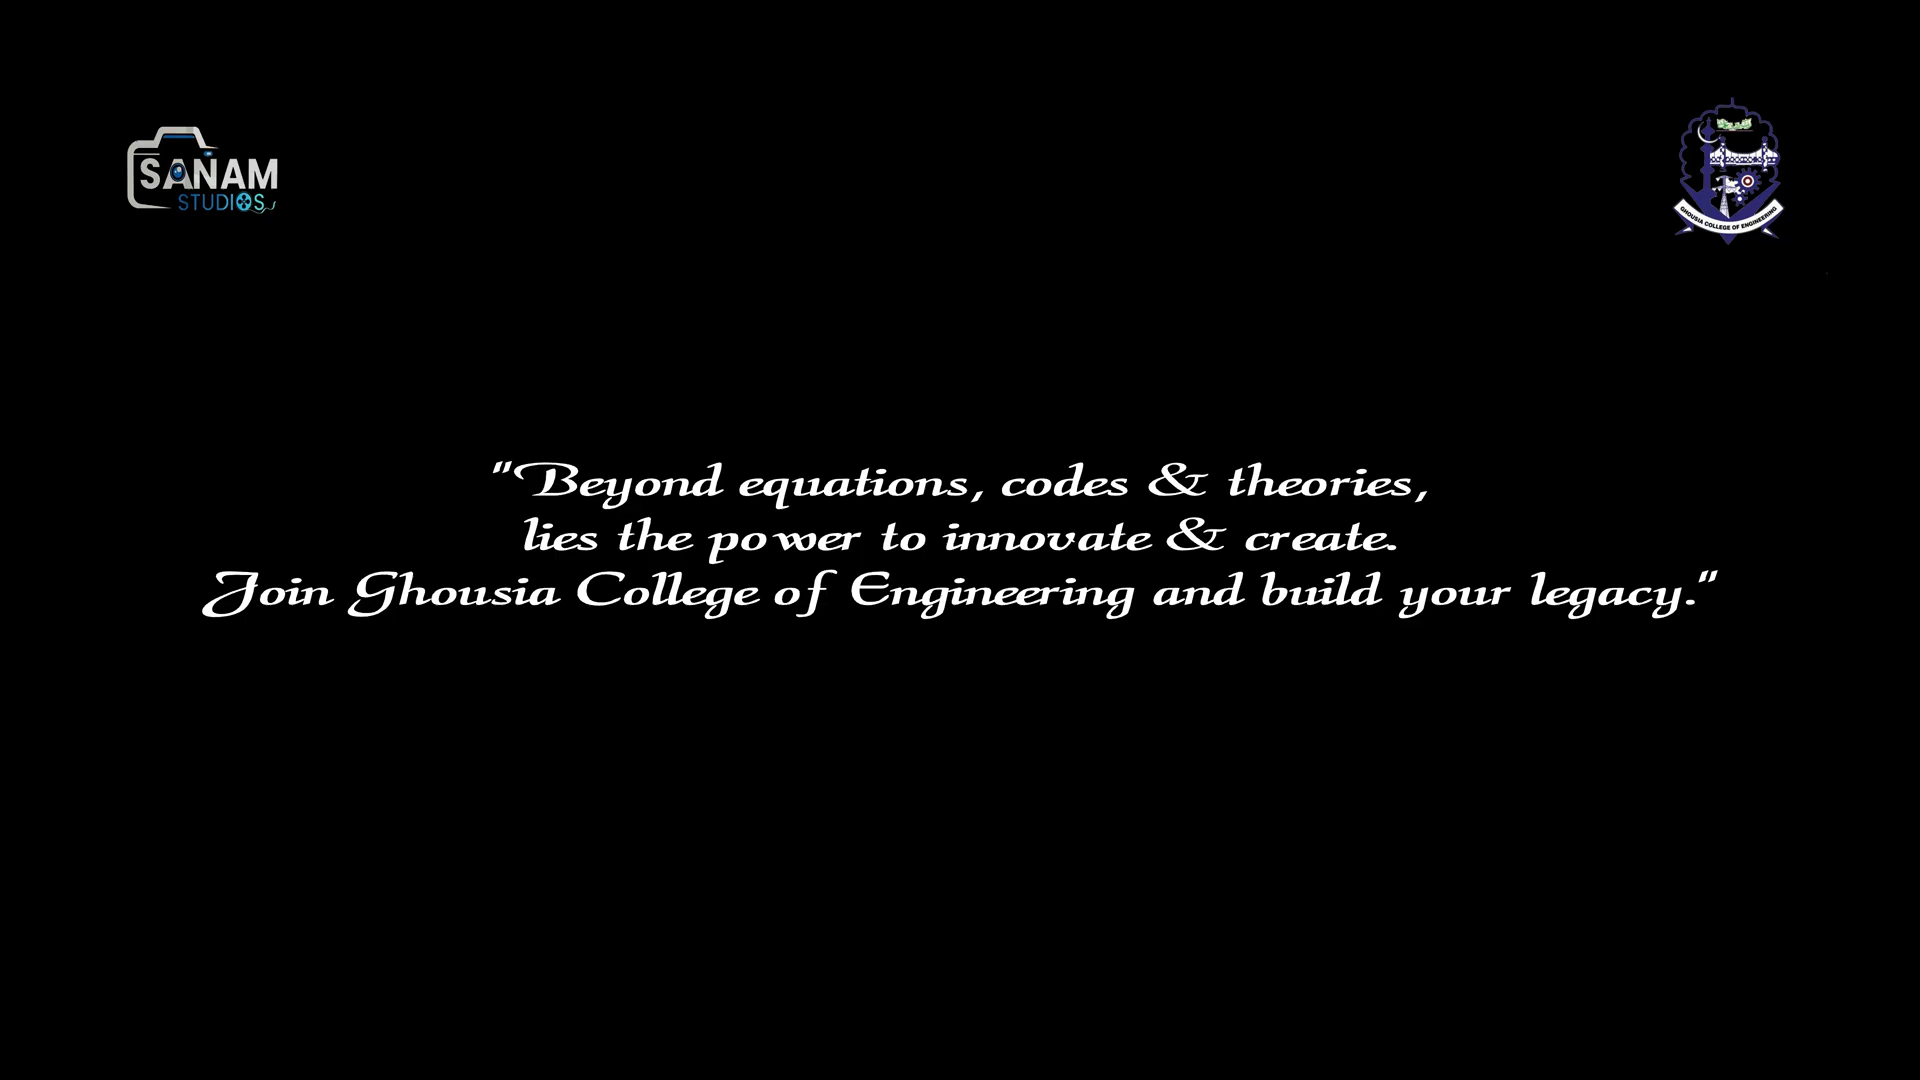 SANAM
STUDIOS
GHOUSIA COLLEGE OF ENGINEERING
"Beyond equations, codes & theories,
lies the power to innovate & create.
Join Ghousia College of Engineering and build your legacy."